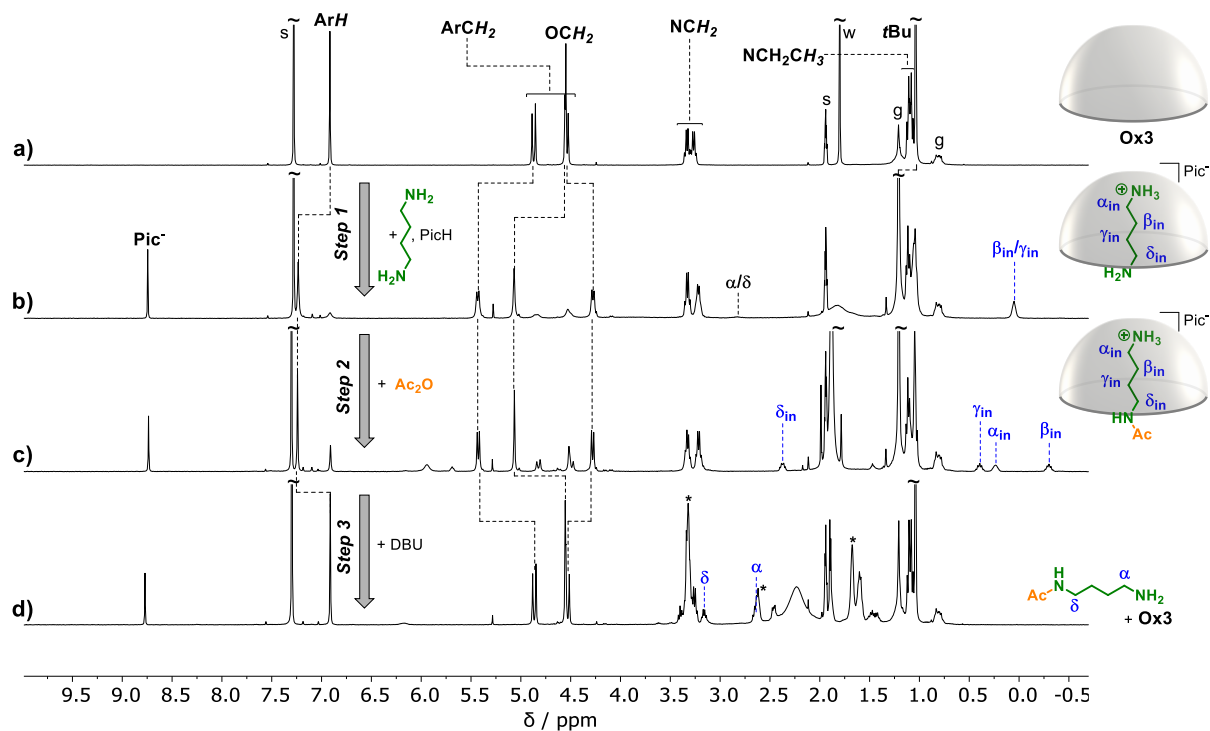 ~ ~ ~
s ArH ArCH₂ OCH₂ NCH₂ NCH₂CH₃ w tBu
s g g
a)
Ox3
Step 1
+ NH₂ H₂N , PicH
Pic⁻
α/δ
βin/γin
b)
Pic⁻
⊕NH₃
αin
βin
γin
δin
H₂N
~ ~
Step 2
+ Ac₂O
δin γin αin βin
c)
Pic⁻
⊕NH₃
αin
βin
γin
δin
HN
Ac
~ ~ ~
Step 3
+ DBU
* δ α * *
d)
~ ~
H
N
Ac
δ
α
NH₂
+ Ox3
9.5 9.0 8.5 8.0 7.5 7.0 6.5 6.0 5.5 5.0 4.5 4.0 3.5 3.0 2.5 2.0 1.5 1.0 0.5 0.0 -0.5
δ / ppm